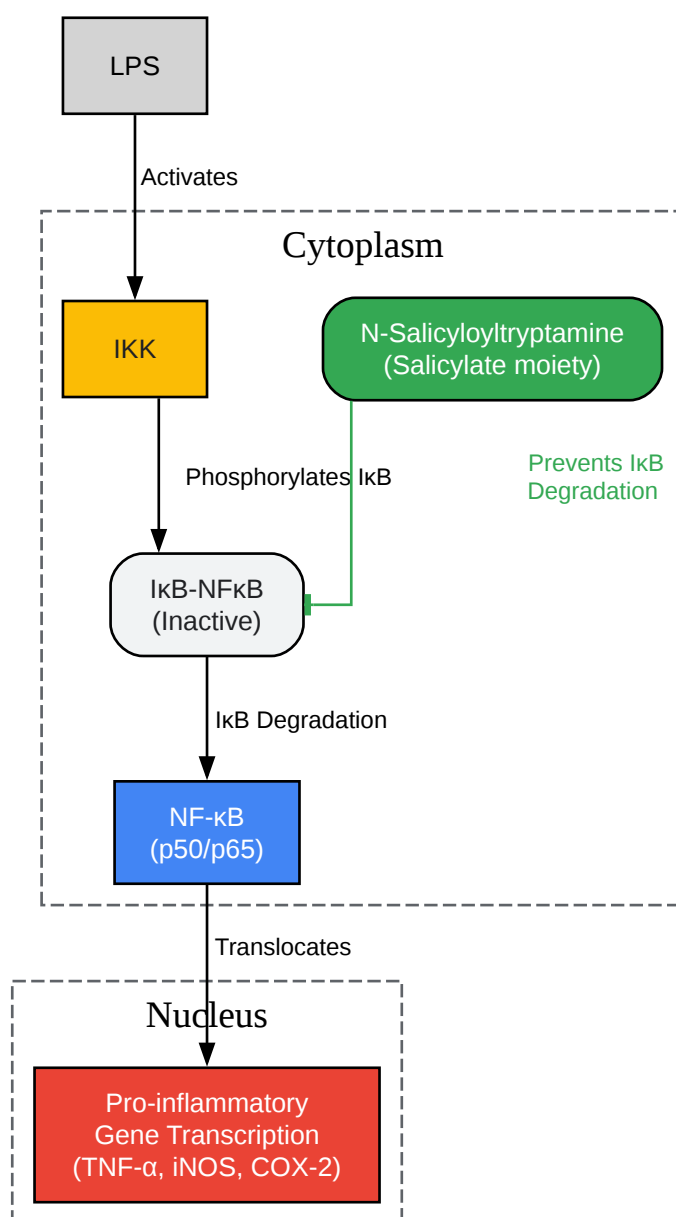 LPS
Activates
Cytoplasm
IKK
N-Salicyloyltryptamine
(Salicylate moiety)
Phosphorylates IκB
Prevents IκB
Degradation
IκB-NFκB
(Inactive)
IκB Degradation
NF-κB
(p50/p65)
Translocates
Nucleus
Pro-inflammatory
Gene Transcription
(TNF-α, iNOS, COX-2)